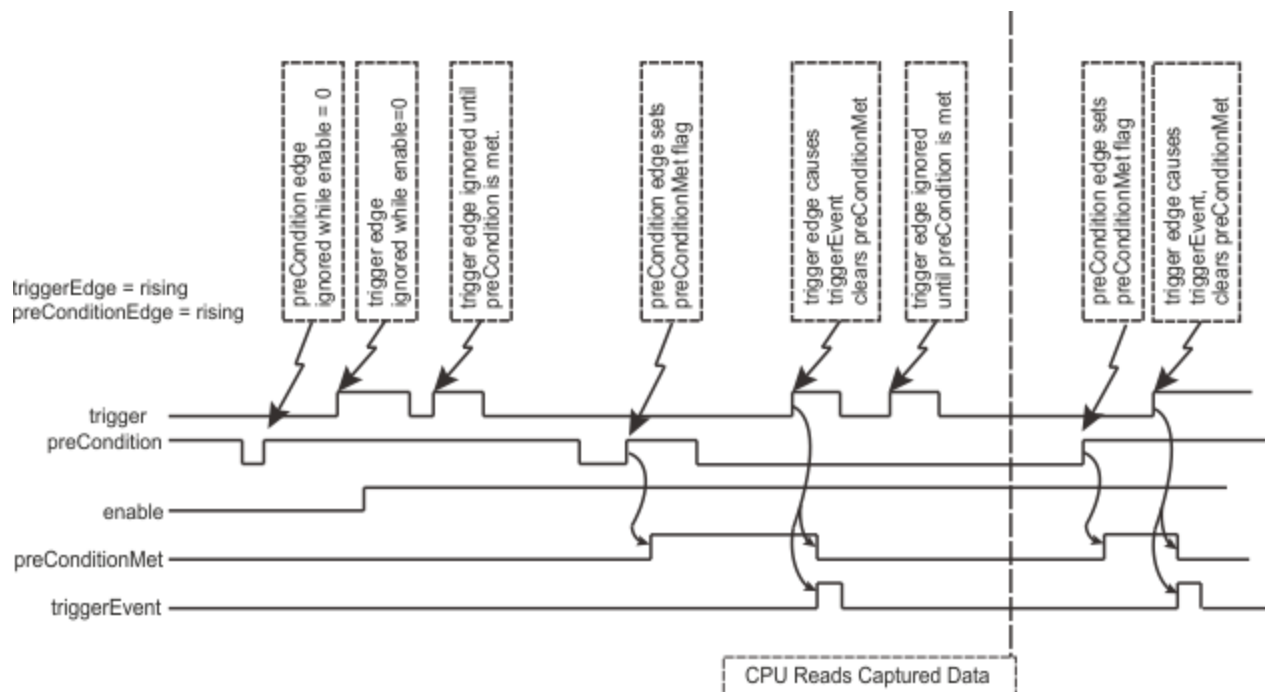 preCondition edge
ignored while enable = 0
trigger edge
ignored while enable=0
trigger edge ignored until
preCondition is met.
preCondition edge sets
preConditionMet flag
trigger edge causes
triggerEvent
clears preConditionMet
trigger edge ignored
until preCondition is met
preCondition edge sets
preConditionMet flag
trigger edge causes
triggerEvent,
clears preConditionMet
triggerEdge = rising
preConditionEdge = rising
trigger
preCondition
enable
preConditionMet
triggerEvent
CPU Reads Captured Data